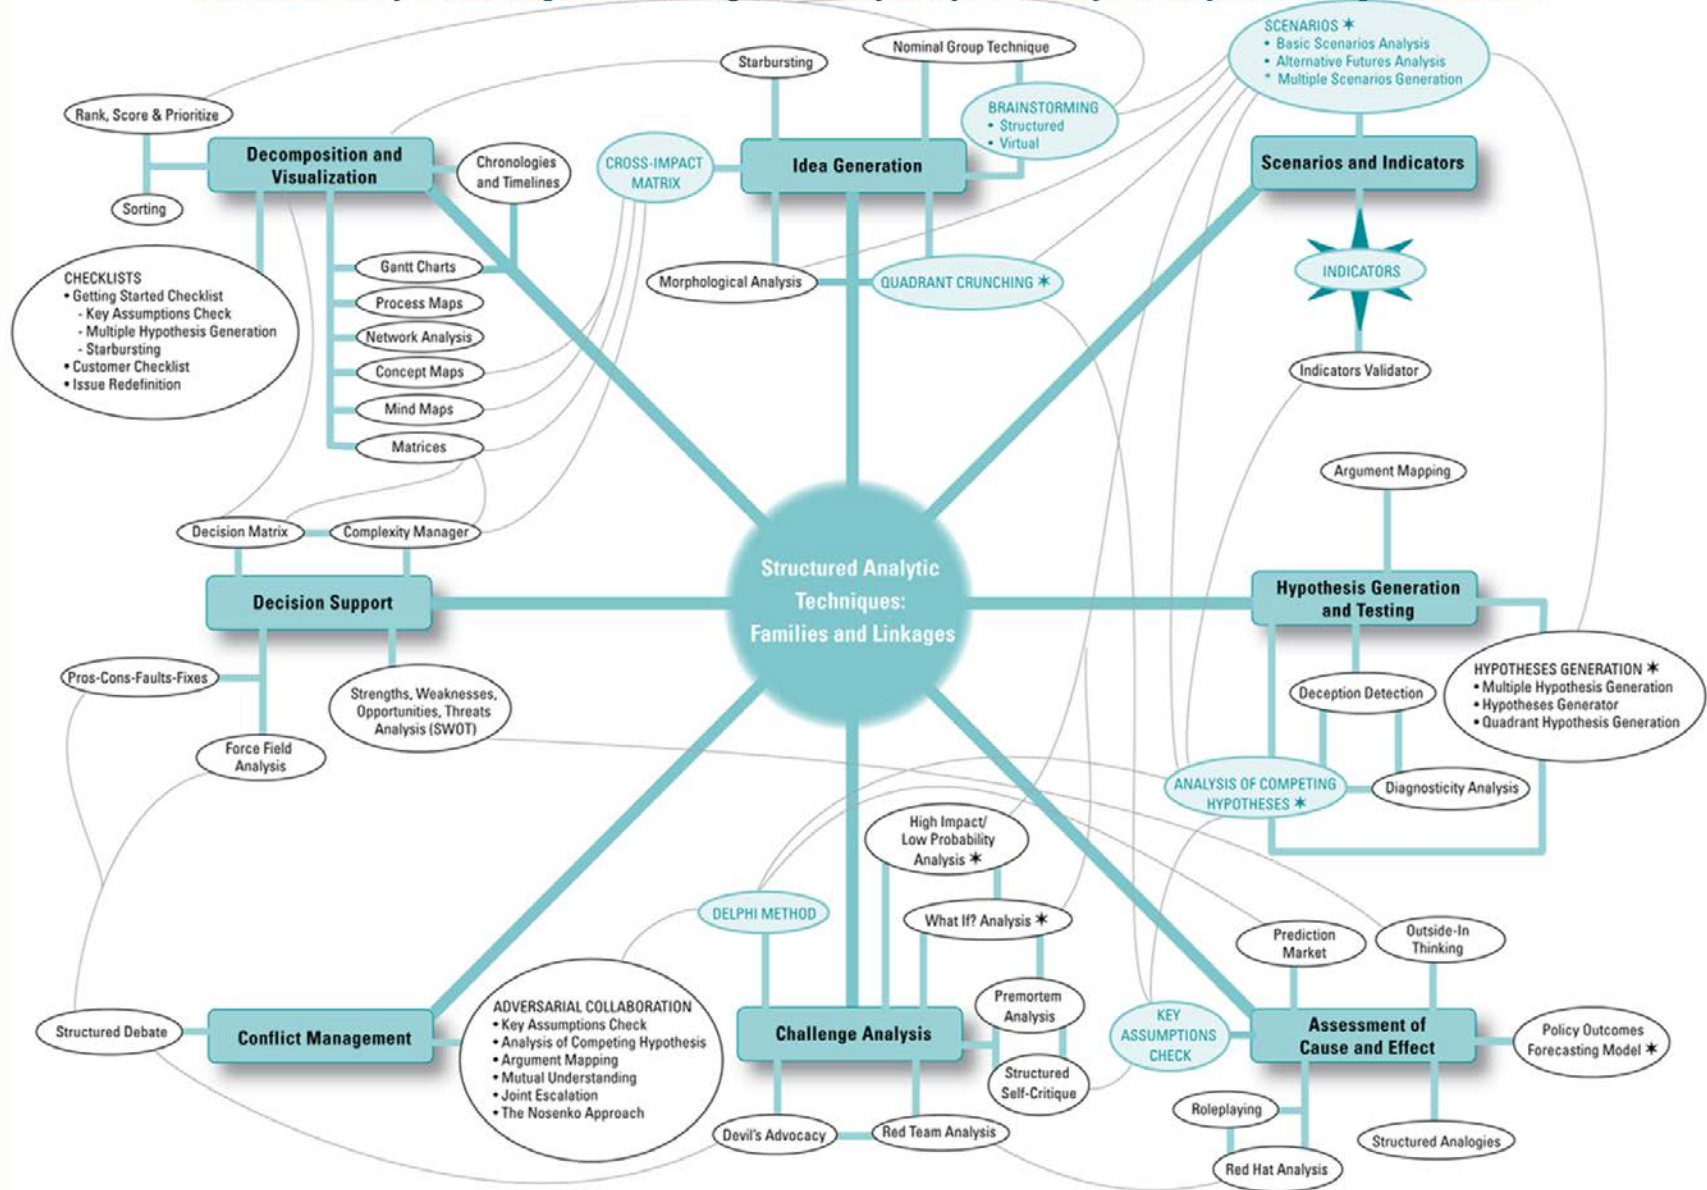 SCENARIOS ✶
• Basic Scenarios Analysis
• Alternative Futures Analysis
* Multiple Scenarios Generation
Nominal Group Technique
Starbursting
BRAINSTORMING
• Structured
• Virtual
Rank, Score & Prioritize
Decomposition and
Visualization
Chronologies
and Timelines
CROSS-IMPACT
MATRIX
Idea Generation
Scenarios and Indicators
Sorting
INDICATORS
Gantt Charts
Morphological Analysis
QUADRANT CRUNCHING ✶
CHECKLISTS
• Getting Started Checklist
- Key Assumptions Check
- Multiple Hypothesis Generation
- Starbursting
• Customer Checklist
• Issue Redefinition
Process Maps
Network Analysis
Concept Maps
Mind Maps
Matrices
Indicators Validator
Argument Mapping
Decision Matrix
Complexity Manager
Decision Support
Structured Analytic
Techniques:
Families and Linkages
Hypothesis Generation
and Testing
Pros-Cons-Faults-Fixes
Strengths, Weaknesses,
Opportunities, Threats
Analysis (SWOT)
Force Field
Analysis
Deception Detection
HYPOTHESES GENERATION ✶
• Multiple Hypothesis Generation
• Hypotheses Generator
• Quadrant Hypothesis Generation
ANALYSIS OF COMPETING
HYPOTHESES ✶
Diagnosticity Analysis
High Impact/
Low Probability
Analysis ✶
DELPHI METHOD
What If? Analysis ✶
Prediction
Market
Outside-In
Thinking
Structured Debate
Conflict Management
ADVERSARIAL COLLABORATION
• Key Assumptions Check
• Analysis of Competing Hypothesis
• Argument Mapping
• Mutual Understanding
• Joint Escalation
• The Nosenko Approach
Challenge Analysis
Premortem
Analysis
Structured
Self-Critique
KEY
ASSUMPTIONS
CHECK
Assessment of
Cause and Effect
Policy Outcomes
Forecasting Model ✶
Devil's Advocacy
Red Team Analysis
Roleplaying
Red Hat Analysis
Structured Analogies